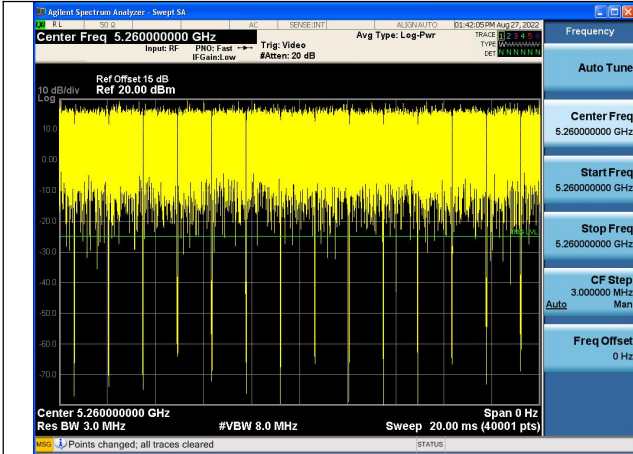 Agilent Spectrum Analyzer - Swept SA
RL 50 Ω AC SENSE:INT ALIGN AUTO 01:42:05 PM Aug 27, 2022
Center Freq 5.260000000 GHz Avg Type: Log-Pwr TRACE 1 2 3 4 5 6
Input: RF PNO: Fast Trig: Video TYPE
IFGain:Low #Atten: 20 dB DET N N N N N N
Ref Offset 15 dB
10 dB/div Ref 20.00 dBm
Log
10.0
0.00
-10.0
-20.0
-30.0
-40.0
-50.0
-60.0
-70.0
Center 5.260000000 GHz Span 0 Hz
Res BW 3.0 MHz #VBW 8.0 MHz Sweep 20.00 ms (40001 pts)
MSG Points changed; all traces cleared STATUS
Frequency
Auto Tune
Center Freq
5.260000000 GHz
Start Freq
5.260000000 GHz
Stop Freq
5.260000000 GHz
CF Step
3.000000 MHz
Auto Man
Freq Offset
0 Hz